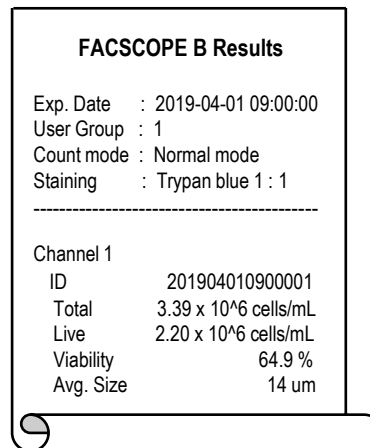 FACSCOPE B Results
Exp. Date : 2019-04-01 09:00:00
User Group : 1
Count mode : Normal mode
Staining : Trypan blue 1 : 1
--------------------------------------------
Channel 1
ID 201904010900001
Total 3.39 x 10^6 cells/mL
Live 2.20 x 10^6 cells/mL
Viability 64.9 %
Avg. Size 14 um